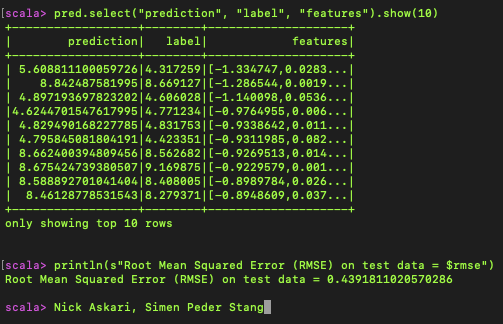 [scala> pred.select("prediction", "label", "features").show(10)
+------------------+--------+--------------------+
|        prediction|   label|            features|
+------------------+--------+--------------------+
| 5.608811100059726|4.317259|[-1.334747,0.0283...|
|    8.842487581995|8.669127|[-1.286544,0.0019...|
| 4.897193697823202|4.606028|[-1.140098,0.0536...|
|4.6244701547617995|4.771234|[-0.9764955,0.006...|
| 4.829490168227785|4.831753|[-0.9338642,0.011...|
| 4.795845081804191|4.423351|[-0.9311985,0.082...|
| 8.662400394809456|8.562682|[-0.9269513,0.014...|
| 8.675424739380507|9.169875|[-0.9229579,0.001...|
| 8.588892701041404|8.408005|[-0.8989784,0.026...|
|  8.46128778531543|8.279371|[-0.8948609,0.037...|
+------------------+--------+--------------------+
only showing top 10 rows
[scala> println(s"Root Mean Squared Error (RMSE) on test data = $rmse")
Root Mean Squared Error (RMSE) on test data = 0.4391811020570286
scala> Nick Askari, Simen Peder Stang